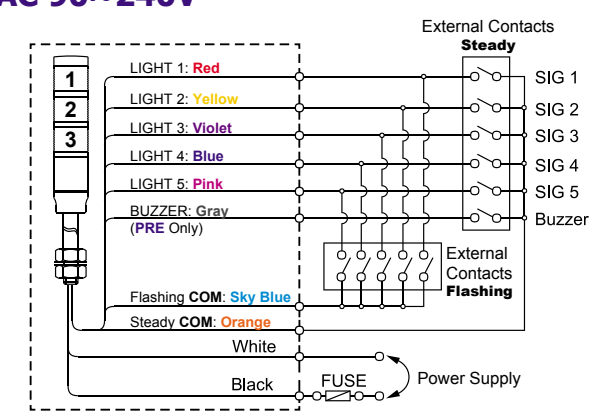 AC 90~240V
External Contacts
Steady
LIGHT 1: Red
SIG 1
LIGHT 2: Yellow
SIG 2
LIGHT 3: Violet
SIG 3
LIGHT 4: Blue
SIG 4
LIGHT 5: Pink
SIG 5
BUZZER: Gray
(PRE Only)
Buzzer
1
2
3
External
Contacts
Flashing
Flashing COM: Sky Blue
Steady COM: Orange
White
Black
FUSE
Power Supply